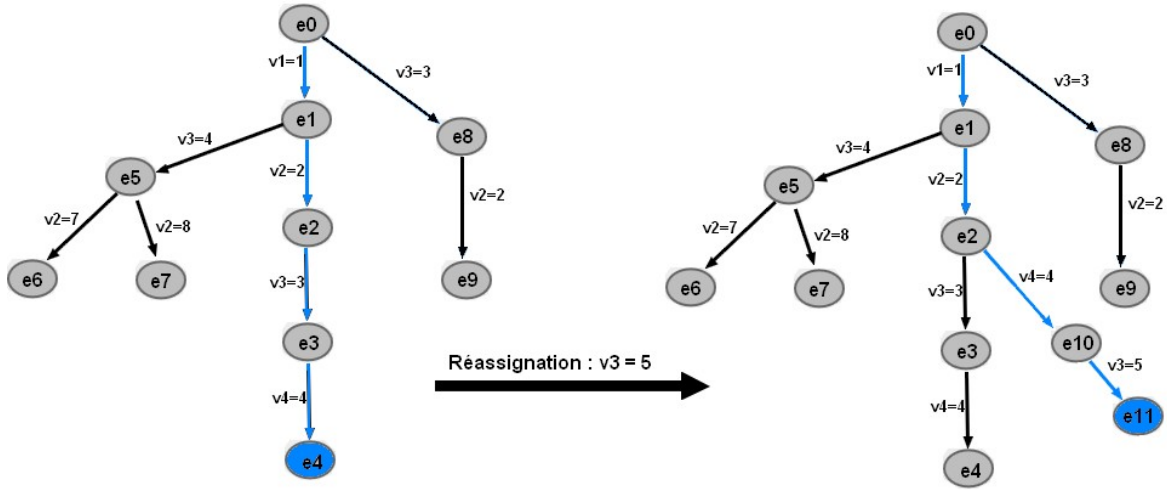 e0
v1=1
v3=3
e1
e8
v3=4
v2=2
v2=2
e5
v2=7
v2=8
e2
e6
e7
e9
v3=3
e3
v4=4
e4
Réassignation : v3 = 5
e0
v1=1
v3=3
e1
e8
v3=4
v2=2
v2=2
e5
v2=7
v2=8
e2
v4=4
e6
e7
e9
v3=3
e3
e10
v3=5
v4=4
e11
e4